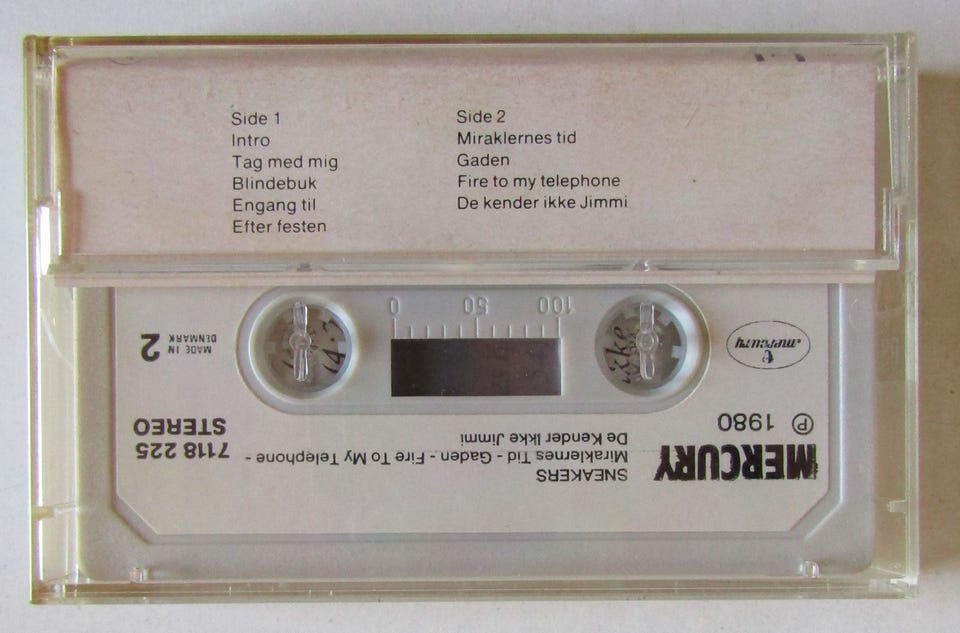 Side 1
Intro
Tag med mig
Blindebuk
Engang til
Efter festen
Side 2
Miraklernes tid
Gaden
Fire to my telephone
De kender ikke Jimmi
MERCURY
SNEAKERS
Miraklernes Tid - Gaden - Fire To My Telephone -
De Kender Ikke Jimmi
7118 225
STEREO
℗ 1980
mercury
MADE IN
DENMARK
2
0 50 100